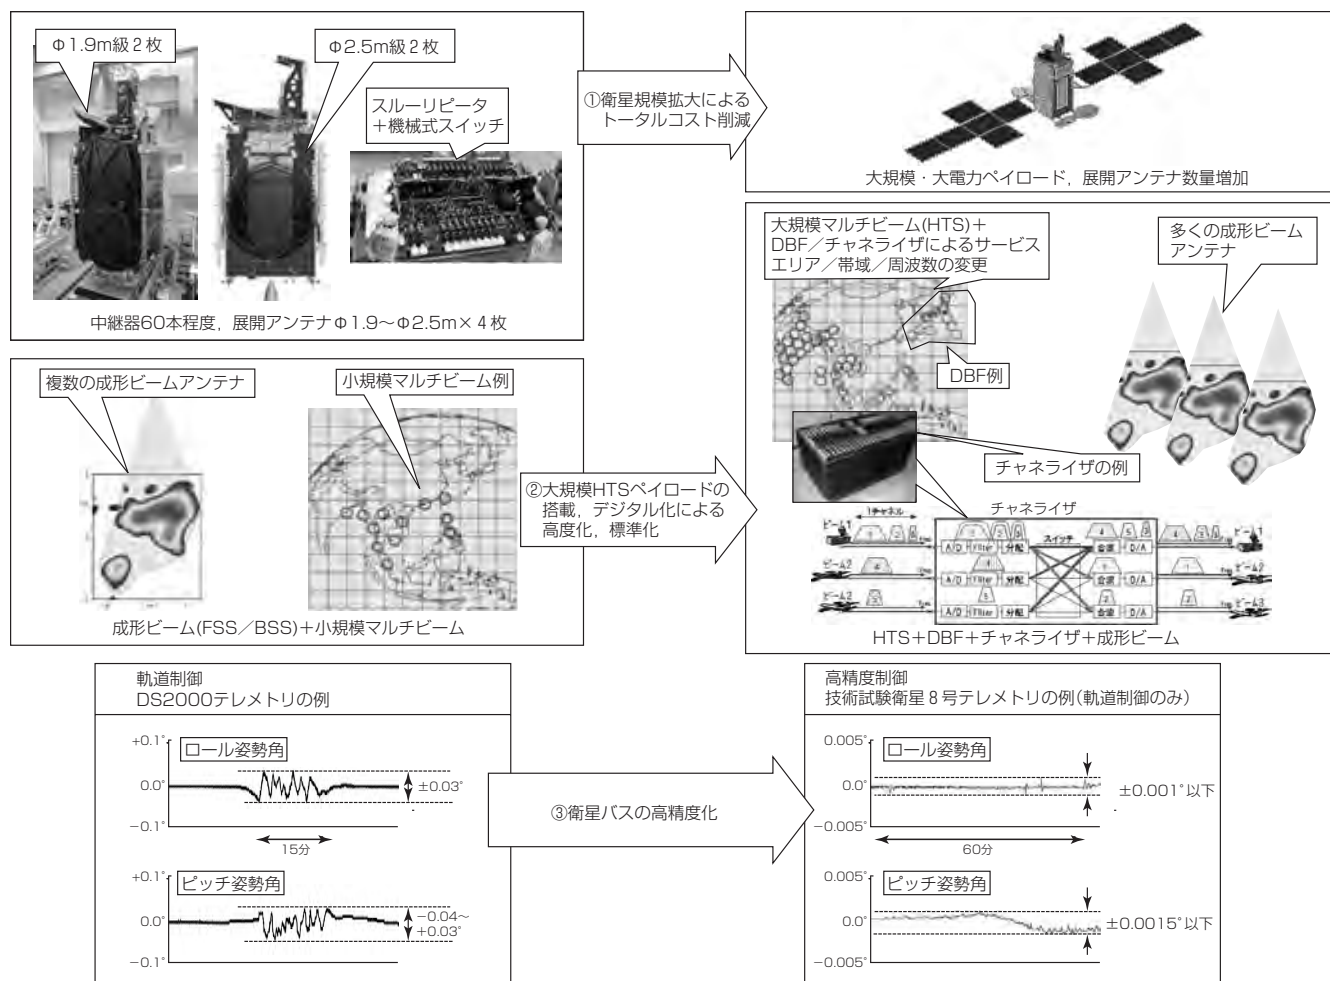 Φ1.9m級2枚
Φ2.5m級2枚
スルーリピータ
+機械式スイッチ
中継器60本程度，展開アンテナΦ1.9〜Φ2.5m×4枚
①衛星規模拡大による
トータルコスト削減
大規模・大電力ペイロード，展開アンテナ数量増加
複数の成形ビームアンテナ
小規模マルチビーム例
成形ビーム(FSS／BSS)+小規模マルチビーム
②大規模HTSペイロードの
搭載，デジタル化による
高度化，標準化
大規模マルチビーム(HTS)+
DBF／チャネライザによるサービス
エリア／帯域／周波数の変更
多くの成形ビーム
アンテナ
DBF例
チャネライザの例
チャネライザ
1チャネル
スイッチ
ビーム1
A/D Filter 分配
合波 D/A
ビーム1
ビーム2
A/D Filter 分配
合波 D/A
ビーム2
A/D Filter 分配
合波 D/A
ビーム3
HTS+DBF+チャネライザ+成形ビーム
軌道制御
DS2000テレメトリの例
+0.1°
ロール姿勢角
0.0°
±0.03°
−0.1°
15分
+0.1°
ピッチ姿勢角
0.0°
−0.04〜
+0.03°
−0.1°
③衛星バスの高精度化
高精度制御
技術試験衛星8号テレメトリの例(軌道制御のみ)
0.005°
ロール姿勢角
0.0°
±0.001°以下
−0.005°
60分
0.005°
ピッチ姿勢角
0.0°
±0.0015°以下
−0.005°